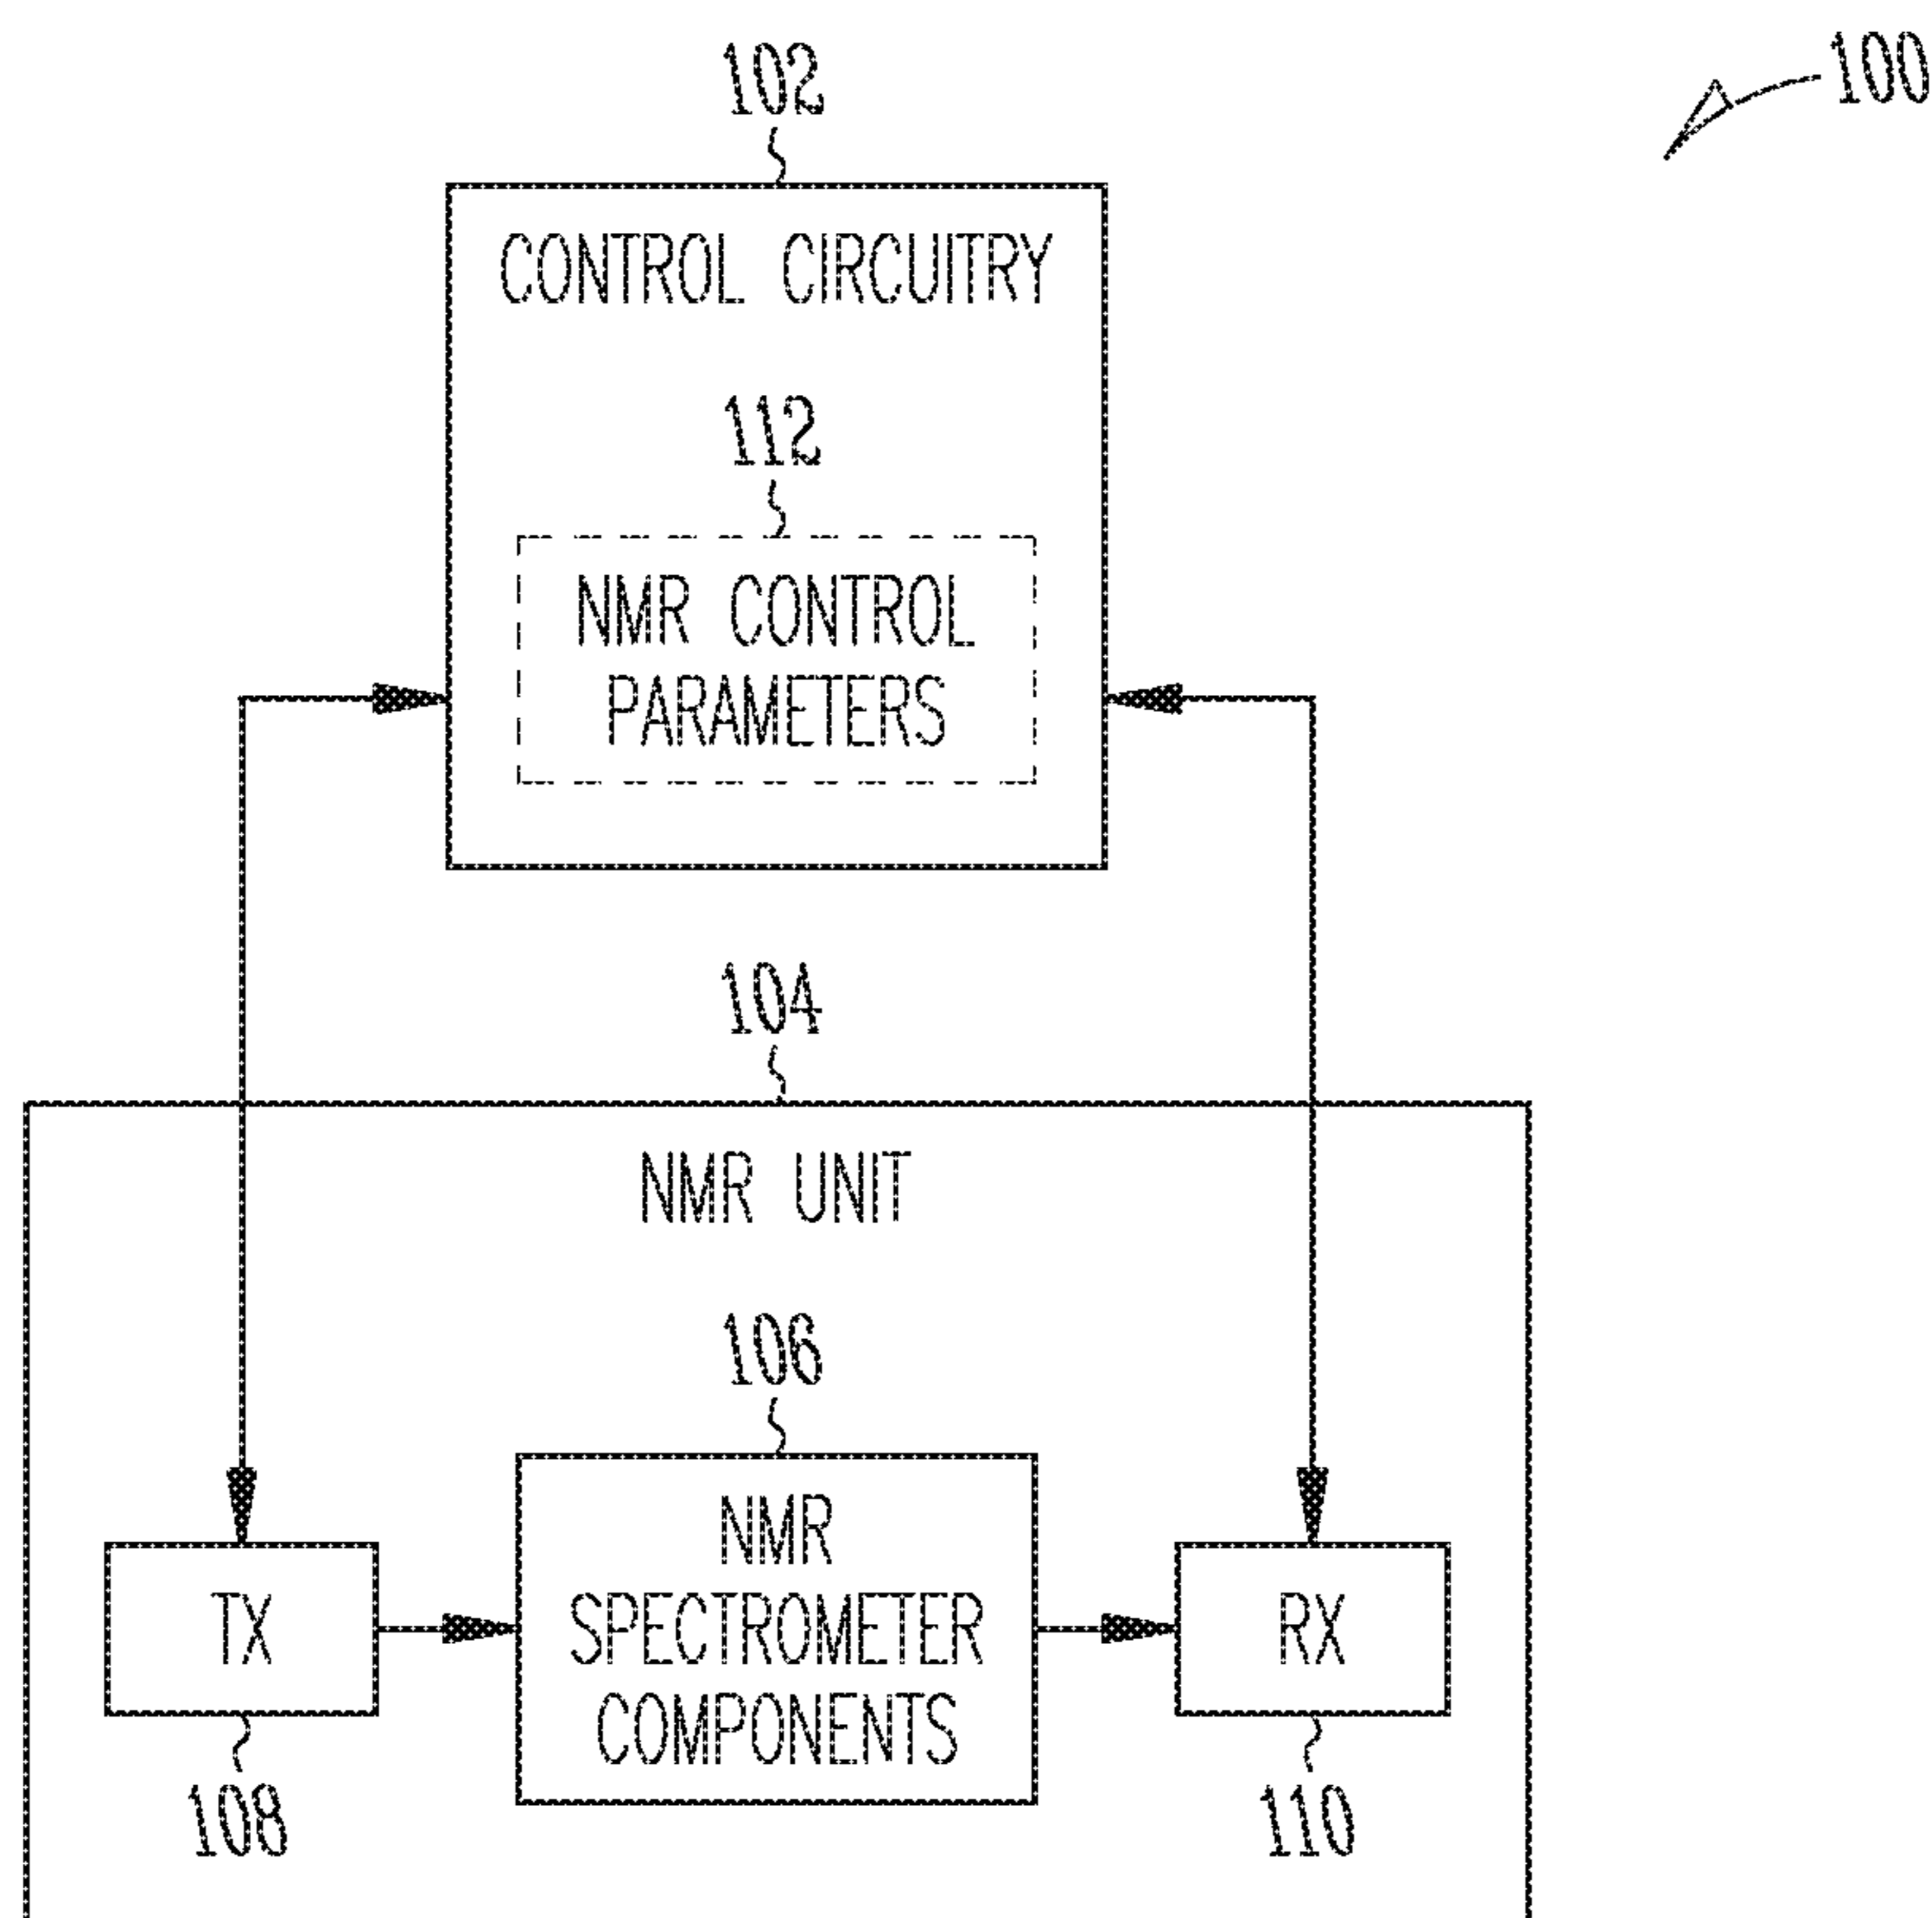 100
102
CONTROL CIRCUITRY
112
NMR CONTROL
PARAMETERS
104
NMR UNIT
106
NMR
SPECTROMETER
COMPONENTS
TX
RX
108
110